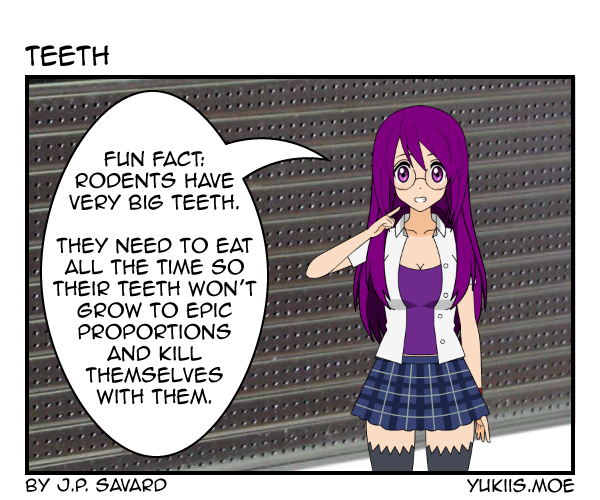 TEETH
FUN FACT:
RODENTS HAVE
VERY BIG TEETH.
THEY NEED TO EAT
ALL THE TIME SO
THEIR TEETH WON'T
GROW TO EPIC
PROPORTIONS
AND KILL
THEMSELVES
WITH THEM.
BY J.P. SAVARD
YUKIIS.MOE